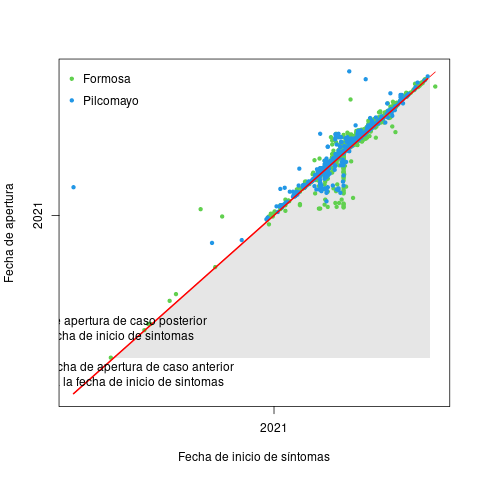 Formosa
Pilcomayo
Fecha de apertura
2021
apertura de caso posterior
cha de inicio de síntomas
cha de apertura de caso anterior
la fecha de inicio de síntomas
2021
Fecha de inicio de síntomas